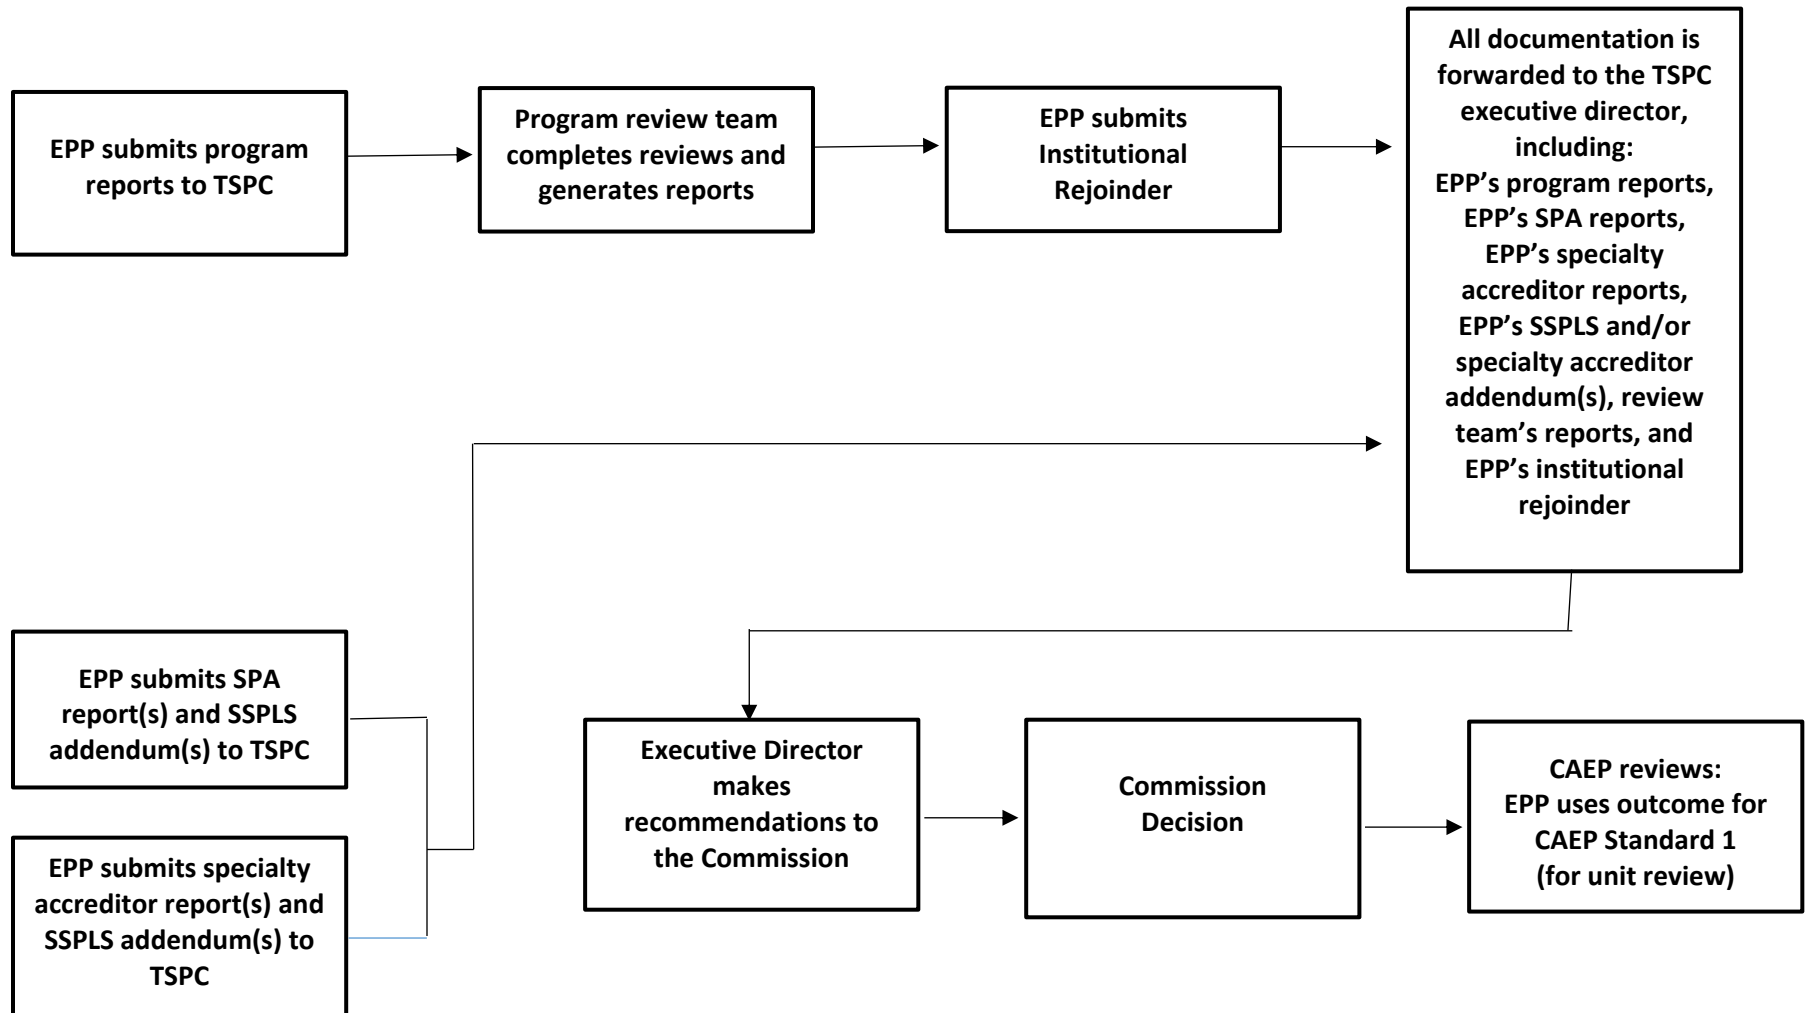 EPP submits program
reports to TSPC
Program review team
completes reviews and
generates reports
EPP submits
Institutional
Rejoinder
All documentation is
forwarded to the TSPC
executive director,
including:
EPP’s program reports,
EPP’s SPA reports,
EPP’s specialty
accreditor reports,
EPP’s SSPLS and/or
specialty accreditor
addendum(s), review
team’s reports, and
EPP’s institutional
rejoinder
EPP submits SPA
report(s) and SSPLS
addendum(s) to TSPC
EPP submits specialty
accreditor report(s) and
SSPLS addendum(s) to
TSPC
Executive Director
makes
recommendations to
the Commission
Commission
Decision
CAEP reviews:
EPP uses outcome for
CAEP Standard 1
(for unit review)